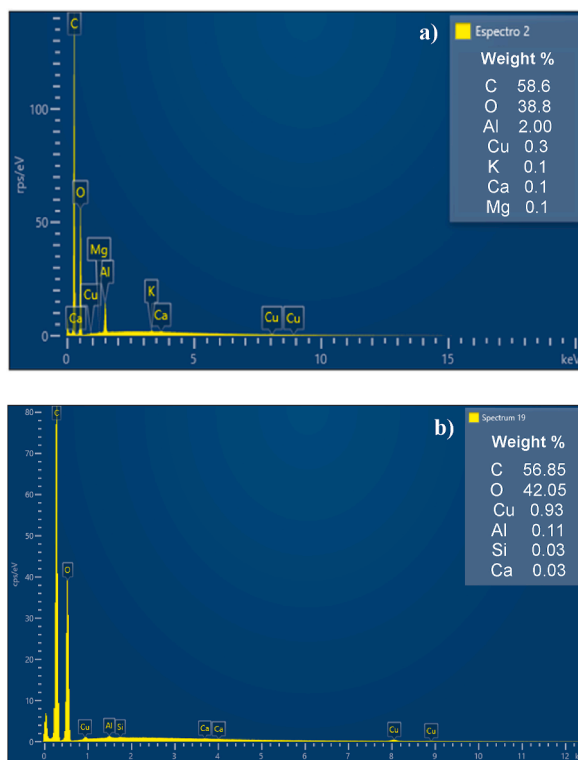 a)
Espectro 2
Weight %
C 58.6
O 38.8
Al 2.00
Cu 0.3
K 0.1
Ca 0.1
Mg 0.1
C
100
rps/eV
O
50
Mg
Al
Cu
K
Ca
Ca
Cu
Cu
0
0 5 10 15 keV
b)
Spectrum 19
Weight %
C 56.85
O 42.05
Cu 0.93
Al 0.11
Si 0.03
Ca 0.03
80
C
70
60
50
40
O
cps/eV
30
20
10
Cu
Al
Si
Ca
Ca
Cu
Cu
0
0 1 2 3 4 5 6 7 8 9 10 11 12